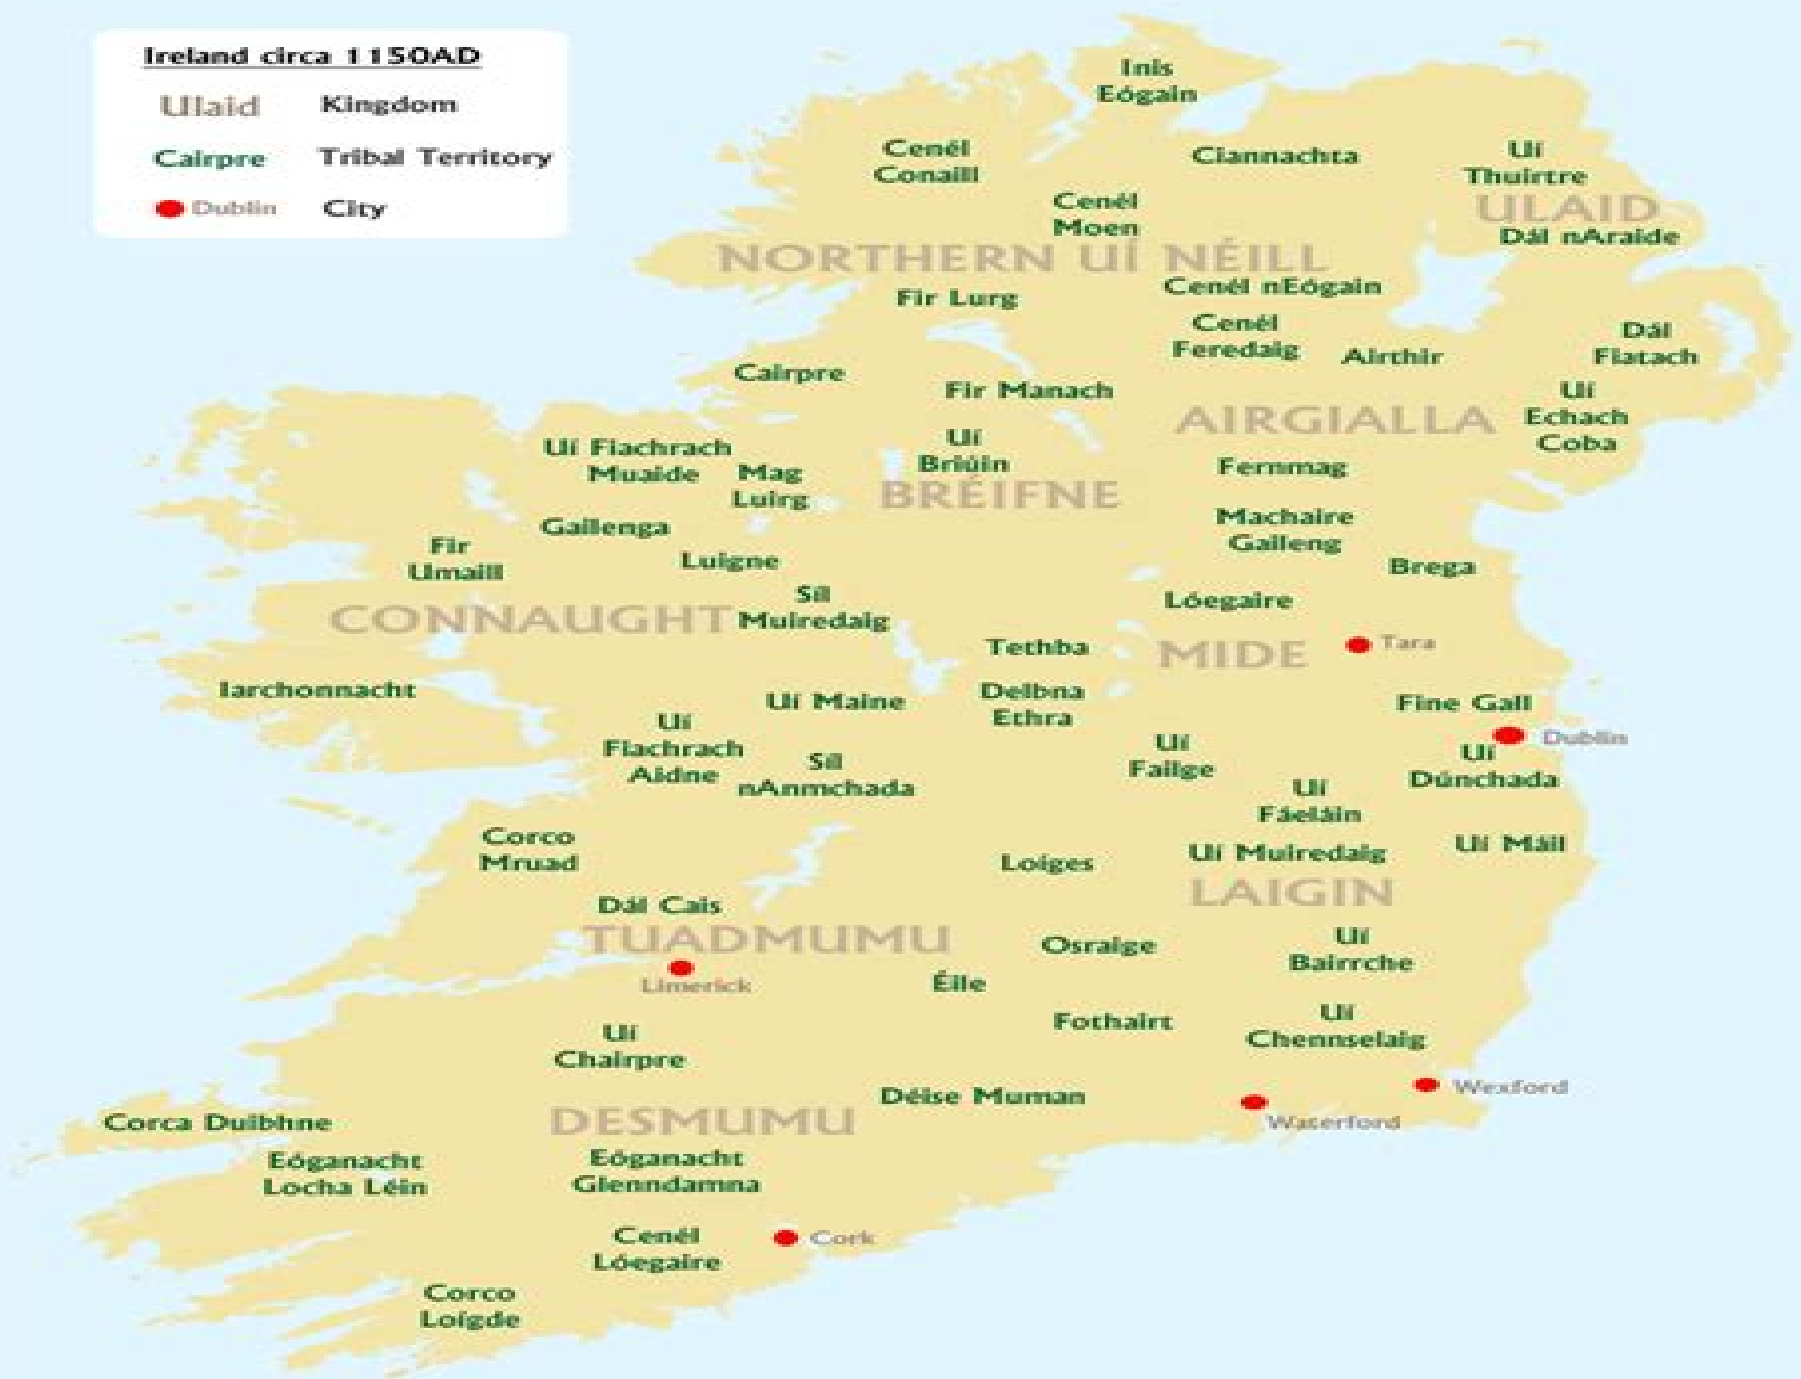 Ireland circa 1150AD
Ulaid Kingdom
Cairpre Tribal Territory
Dublin City
Inis
Eógain
Cenél
Conaill
Ciannachta
Uí
Thuirtre
Cenél
Moen
ULAID
Dál nAraide
NORTHERN UÍ NÉILL
Cenél nEógain
Fir Lurg
Cenél
Feredaig
Airthir
Dál
Fiatach
Cairpre
Fir Manach
Uí
Echach
Coba
AIRGIALLA
Uí Fiachrach
Muaide
Mag
Luirg
Uí
Briúin
BRÉIFNE
Fernmag
Machaire
Gaileng
Gailenga
Fir
Umaill
Luigne
Brega
Síl
Muiredaig
CONNAUGHT
Lóegaire
Tethba
MIDE
Tara
Iarchonnacht
Uí Maine
Delbna
Ethra
Fine Gall
Dublin
Uí
Fiachrach
Aidne
Síl
nAnmchada
Uí
Failge
Uí
Dúnchada
Uí
Fáeláin
Corco
Mruad
Loiges
Uí Muiredaig
Uí Máil
LAIGIN
Dál Cais
TUADMUMU
Limerick
Osraige
Uí
Bairrche
Éile
Fothairt
Uí
Chennselaig
Uí
Chairpre
Déise Muman
Wexford
Waserford
Corca Duibhne
DESMUMU
Eóganacht
Locha Léin
Eóganacht
Glenndamna
Cenél
Lóegaire
Cork
Corco
Loígde